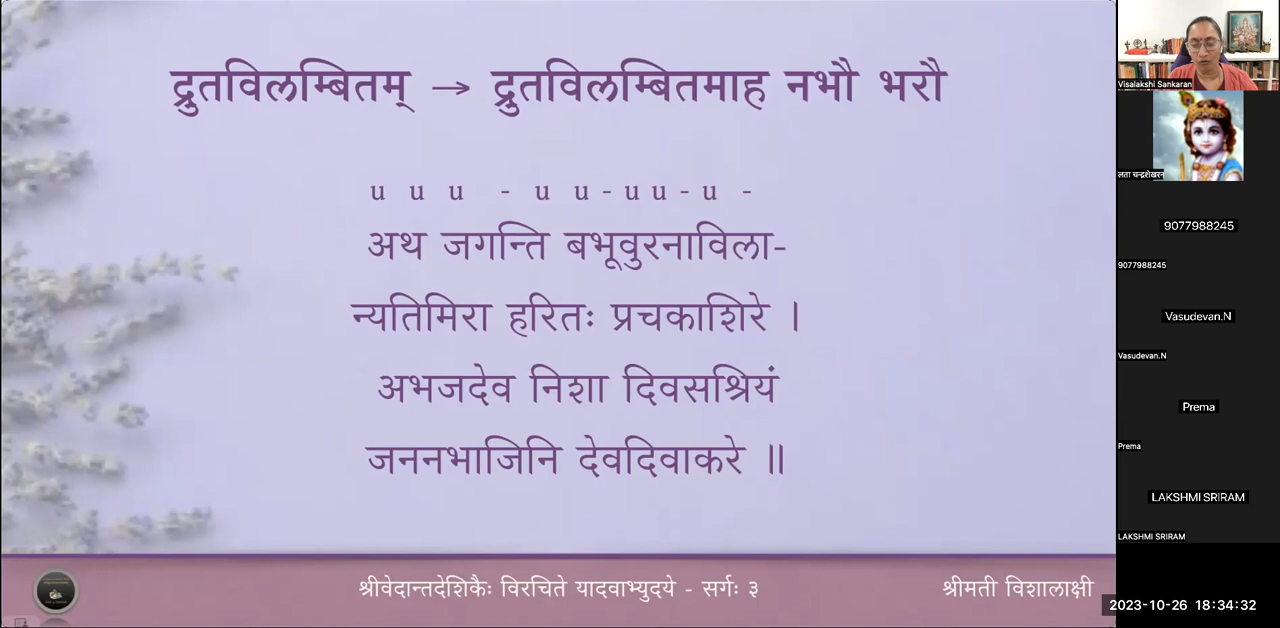 द्रुतविलम्बितम् → द्रुतविलम्बितमाह नभौ भरौ
u u u - u u - u u - u -
अथ जगन्ति बभूवुरनाविला-
न्यतिमिरा हरितः प्रचकाशिरे ।
अभजदेव निशा दिवसश्रियं
जननभाजिनि देवदिवाकरे ॥
श्रीवेदान्तदेशिकैः विरचिते यादवाभ्युदये - सर्गः ३
श्रीमती विशालाक्षी
Visalakshi Sankaran
लता चन्द्रशेखरन
9077988245
9077988245
Vasudevan.N
Vasudevan.N
Prema
Prema
LAKSHMI SRIRAM
LAKSHMI SRIRAM
2023-10-26 18:34:32